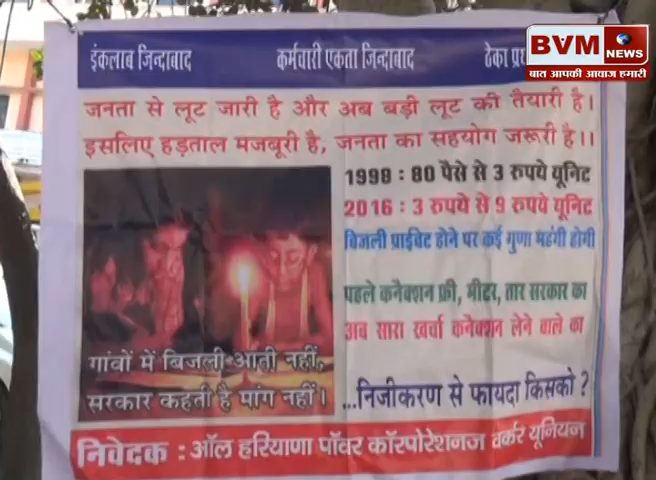 इंकलाब जिन्दाबाद कर्मचारी एकता जिन्दाबाद ठेका प्र
BVM NEWS
बात आपकी आवाज हमारी
जनता से लूट जारी है और अब बड़ी लूट की तैयारी है।
इसलिए हड़ताल मजबूरी है, जनता का सहयोग जरूरी है।।
1998 : 80 पैसे से 3 रुपये यूनिट
2016 : 3 रुपये से 9 रुपये यूनिट
बिजली प्राईवेट होने पर कई गुणा महंगी होगी
पहले कनैक्शन फ्री, मीटर, तार सरकार का
अब सारा खर्चा कनैक्शन लेने वाले का
गांवों में बिजली आती नहीं,
सरकार कहती है मांग नहीं।
...निजीकरण से फायदा किसको ?
निवेदक : ऑल हरियाणा पॉवर कॉरपोरेशनज वर्कर यूनियन